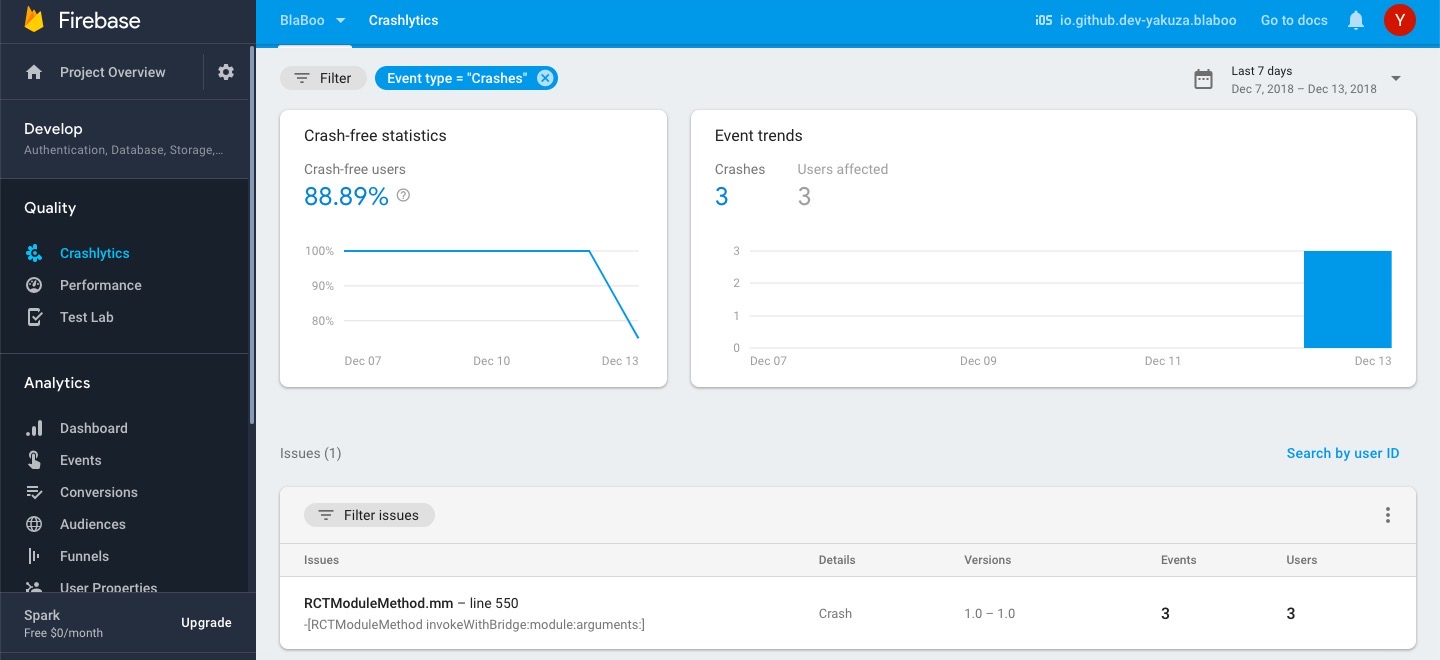 Firebase
Project Overview
Develop
Authentication, Database, Storage,...
Quality
Crashlytics
Performance
Test Lab
Analytics
Dashboard
Events
Conversions
Audiences
Funnels
User Properties
Spark
Free $0/month
Upgrade
BlaBoo
Crashlytics
iOS io.github.dev-yakuza.blaboo
Go to docs
Y
Filter
Event type = "Crashes"
Last 7 days
Dec 7, 2018 – Dec 13, 2018
Crash-free statistics
Crash-free users
88.89%
100%
90%
80%
Dec 07 Dec 10 Dec 13
Event trends
Crashes Users affected
3 3
3
2
1
0
Dec 07 Dec 09 Dec 11 Dec 13
Issues (1)
Search by user ID
Filter issues
Issues Details Versions Events Users
RCTModuleMethod.mm – line 550
-[RCTModuleMethod invokeWithBridge:module:arguments:]
Crash 1.0 – 1.0 3 3